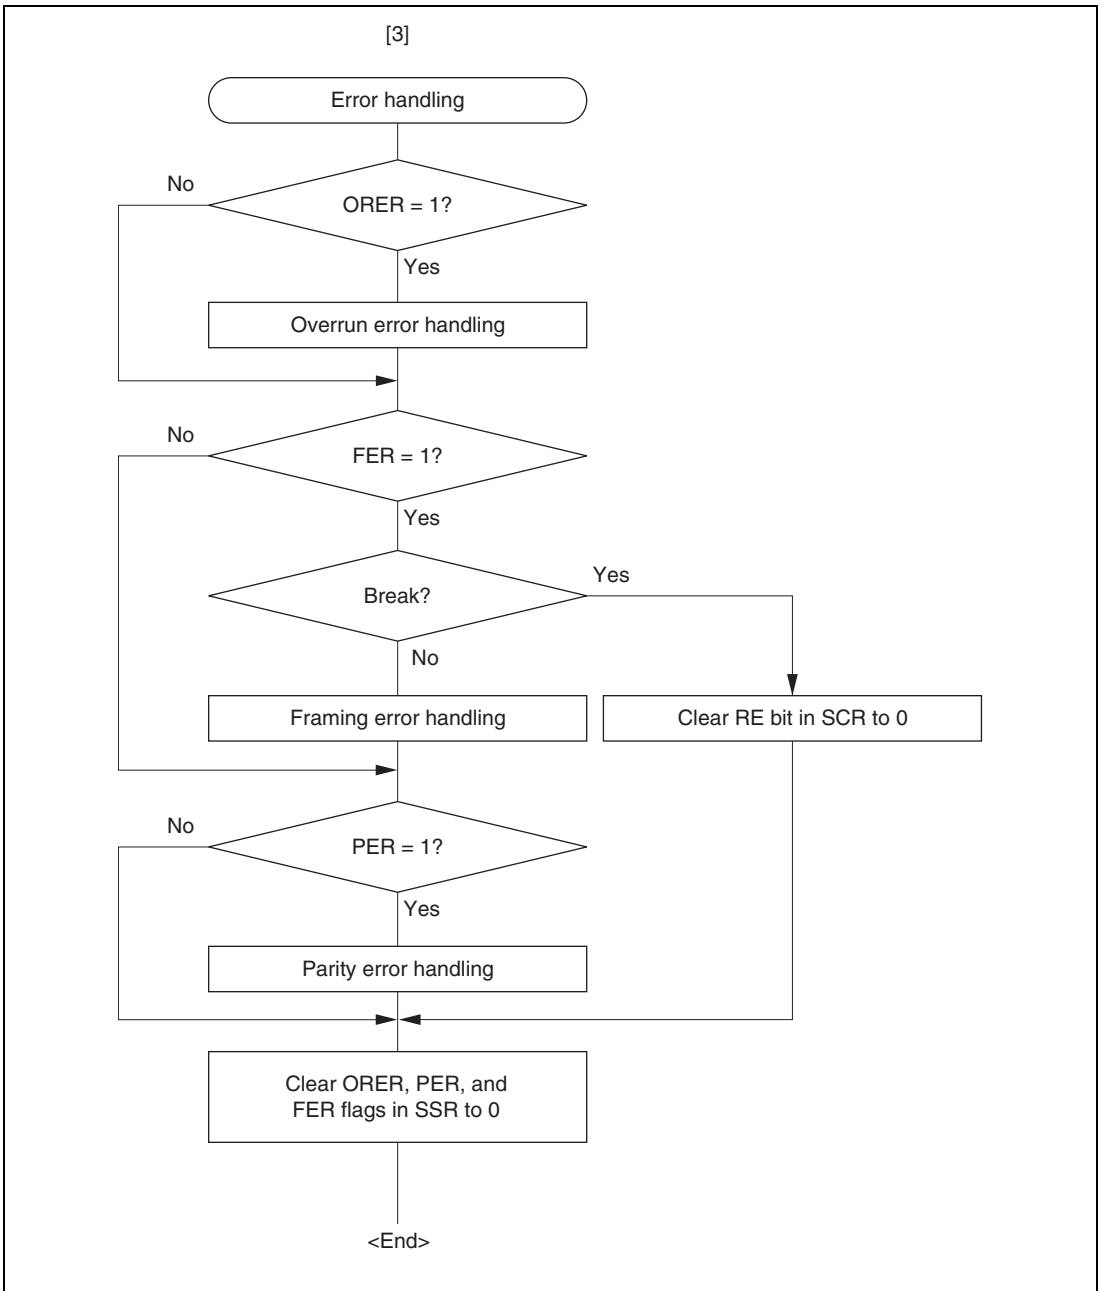 [3]
Error handling
No
ORER = 1?
Yes
Overrun error handling
No
FER = 1?
Yes
Break?
Yes
No
Framing error handling
Clear RE bit in SCR to 0
No
PER = 1?
Yes
Parity error handling
Clear ORER, PER, and
FER flags in SSR to 0
<End>